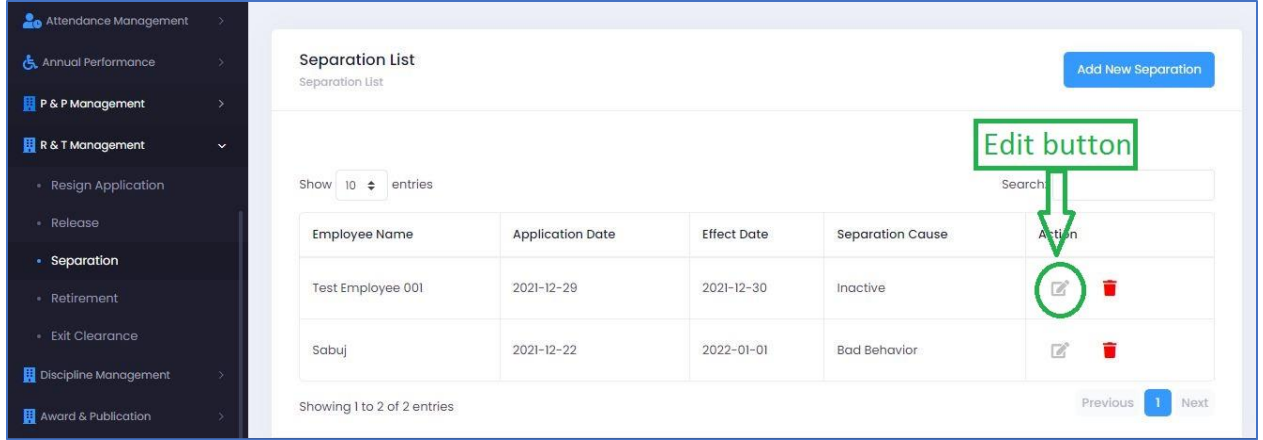 Attendance Management
Annual Performance
P & P Management
R & T Management
Resign Application
Release
Separation
Retirement
Exit Clearance
Discipline Management
Award & Publication
Separation List
Separation List
Add New Separation
Edit button
Show 10 entries
Search:
Employee Name Application Date Effect Date Separation Cause Action
Test Employee 001 2021-12-29 2021-12-30 Inactive
Sabuj 2021-12-22 2022-01-01 Bad Behavior
Showing 1 to 2 of 2 entries
Previous 1 Next